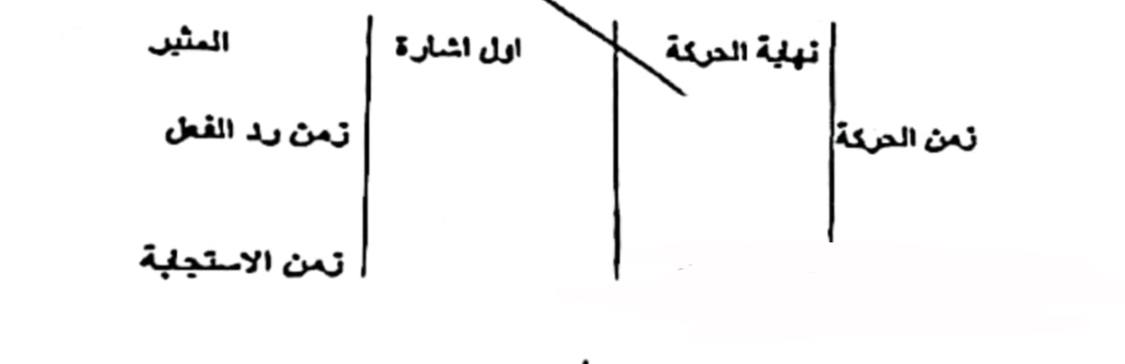 نهاية الحركة
اول اشارة
المثير
زمن الحركة
زمن رد الفعل
زمن الاستجابة